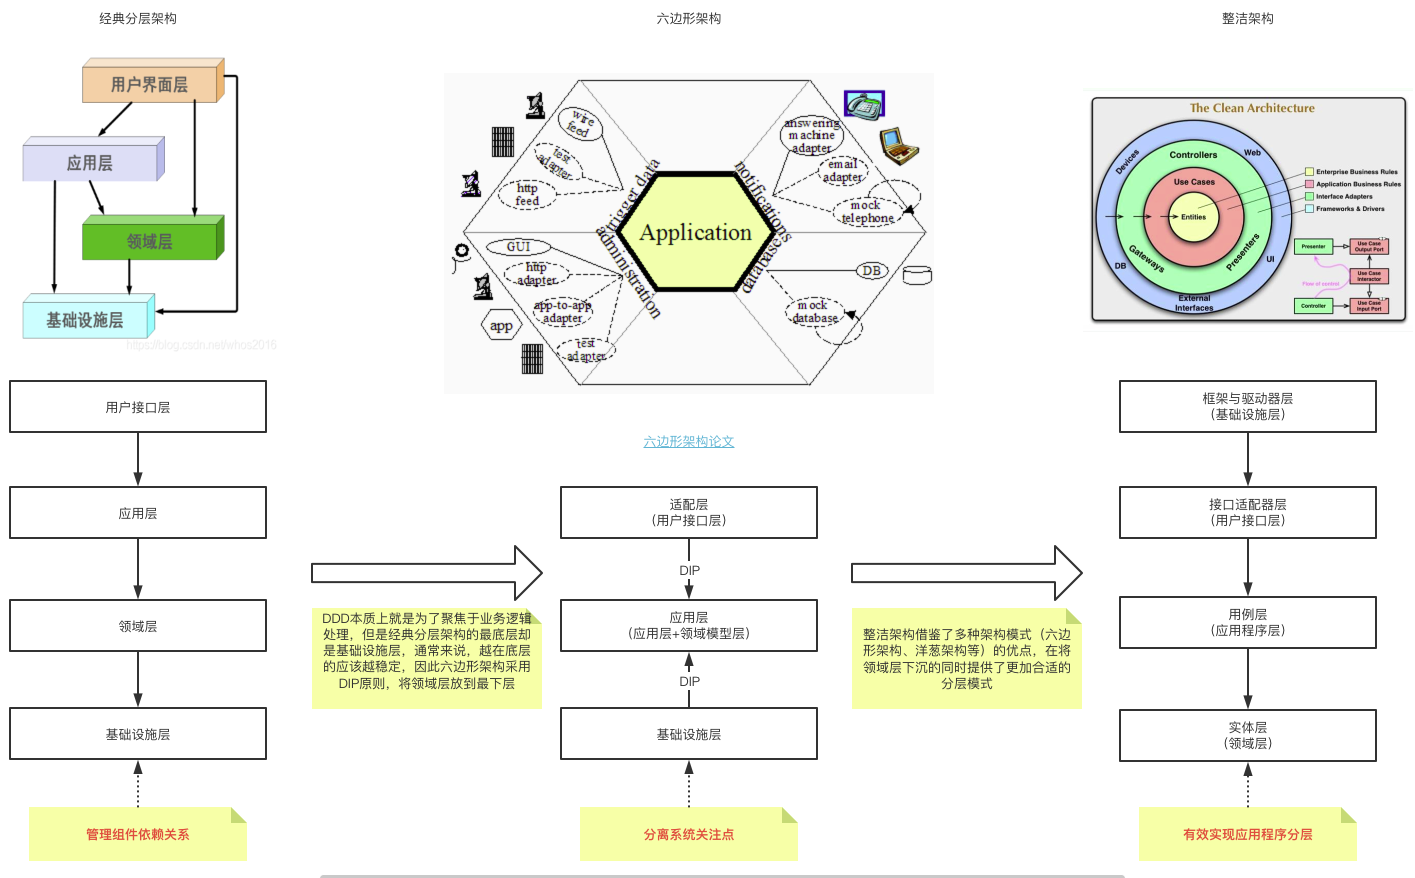 经典分层架构
六边形架构
整洁架构
用户界面层
应用层
领域层
基础设施层
https://blog.csdn.net/whos2016
wire
feed
test
adapter
http
feed
trigger data
GUI
http
adapter
app-to-app
adapter
test
adapter
app
administration
Application
notifications
answering
machine
adapter
email
adapter
mock
telephone
databases
DB
mock
database
The Clean Architecture
Devices
Web
Controllers
Use Cases
Entities
Gateways
Presenters
DB
UI
External
Interfaces
Enterprise Business Rules
Application Business Rules
Interface Adapters
Frameworks & Drivers
Presenter
Use Case
Output Port
Use Case
Interactor
Flow of control
Controller
Use Case
Input Port
用户接口层
应用层
领域层
基础设施层
管理组件依赖关系
DDD本质上就是为了聚焦于业务逻辑
处理，但是经典分层架构的最底层却
是基础设施层，通常来说，越在底层
的应该越稳定，因此六边形架构采用
DIP原则，将领域层放到最下层
六边形架构论文
适配层
（用户接口层）
DIP
应用层
（应用层+领域模型层）
DIP
基础设施层
分离系统关注点
整洁架构借鉴了多种架构模式（六边
形架构、洋葱架构等）的优点，在将
领域层下沉的同时提供了更加合适的
分层模式
框架与驱动器层
（基础设施层）
接口适配器层
（用户接口层）
用例层
（应用程序层）
实体层
（领域层）
有效实现应用程序分层